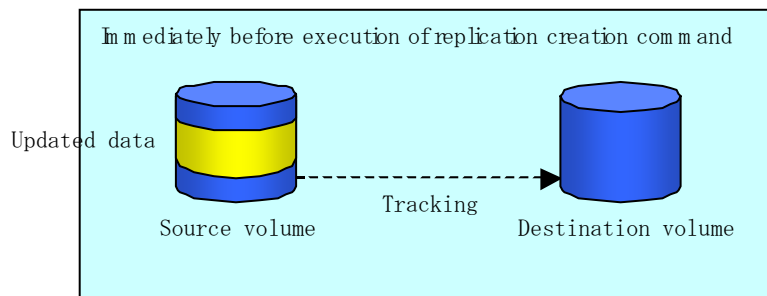 Immediately before execution of replication creation command
Updated data
Tracking
Source volume
Destination volume